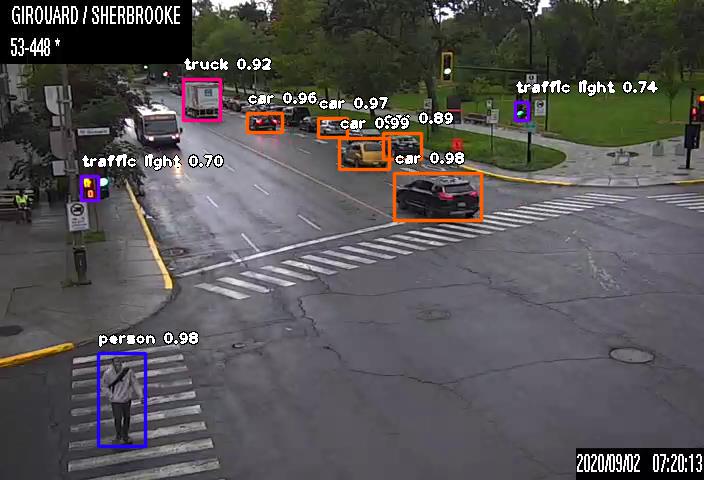 GIROUARD / SHERBROOKE
53-448 *
truck 0.92
car 0.96
car 0.97
traffic light 0.74
car 0.99
0.89
car 0.98
traffic light 0.70
person 0.98
2020/09/02 07:20:13